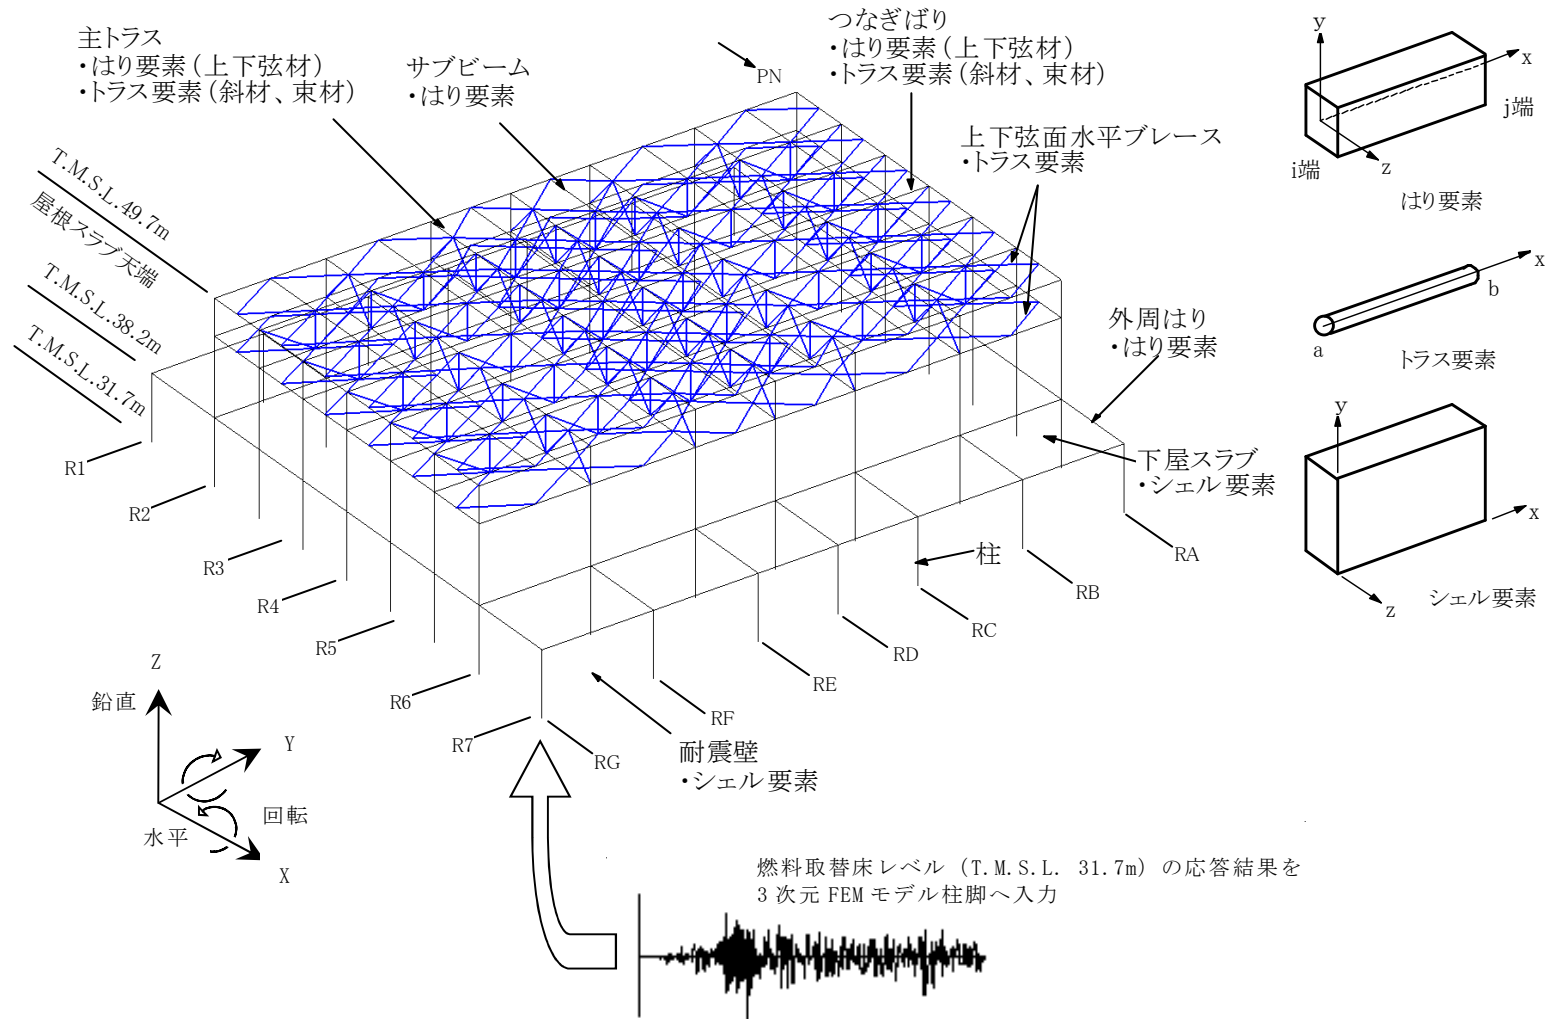 主トラス
・はり要素(上下弦材)
・トラス要素(斜材、束材)
サブビーム
・はり要素
PN
つなぎばり
・はり要素(上下弦材)
・トラス要素(斜材、束材)
上下弦面水平ブレース
・トラス要素
T.M.S.L.49.7m
屋根スラブ天端
T.M.S.L.38.2m
T.M.S.L.31.7m
外周はり
・はり要素
下屋スラブ
・シェル要素
柱
耐震壁
・シェル要素
R1
R2
R3
R4
R5
R6
R7
RG
RF
RE
RD
RC
RB
RA
Z
鉛直
Y
回転
水平
X
y
x
j端
i端
z
はり要素
x
b
a
トラス要素
y
x
z
シェル要素
燃料取替床レベル (T.M.S.L. 31.7m) の応答結果を
3次元 FEM モデル柱脚へ入力